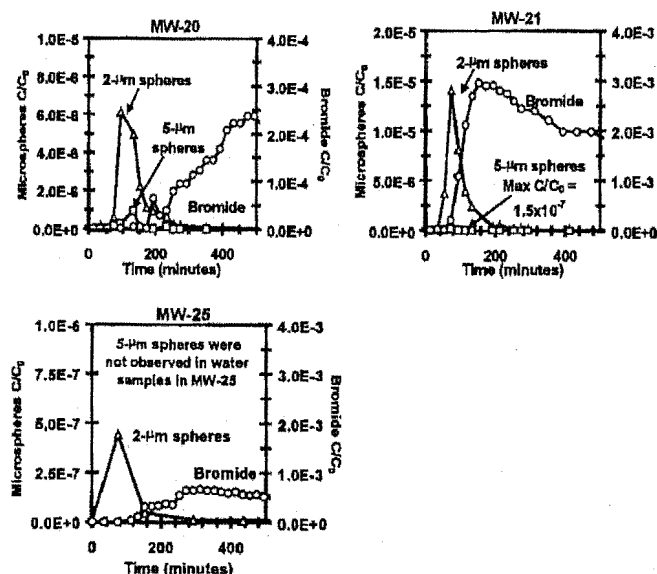 MW-20
1.0E-5
8.0E-6
6.0E-6
4.0E-6
2.0E-6
0.0E+0
Microspheres C/C₀
2-µm spheres
5-µm
spheres
Bromide
4.0E-4
3.0E-4
2.0E-4
1.0E-4
0.0E+0
Bromide C/C₀
0 200 400
Time (minutes)
MW-21
2.0E-5
1.5E-5
1.0E-5
5.0E-6
0.0E+0
Microspheres C/C₀
2-µm spheres
Bromide
5-µm spheres
Max C/C₀ =
1.5x10⁻⁷
4.0E-3
3.0E-3
2.0E-3
1.0E-3
0.0E+0
0 200 400
Time (minutes)
MW-25
1.0E-6
7.5E-7
5.0E-7
2.5E-7
0.0E+0
Microspheres C/C₀
5-µm spheres were
not observed in water
samples in MW-25
2-µm spheres
Bromide
4.0E-3
3.0E-3
2.0E-3
1.0E-3
0.0E+0
Bromide C/C₀
0 200 400
Time (minutes)